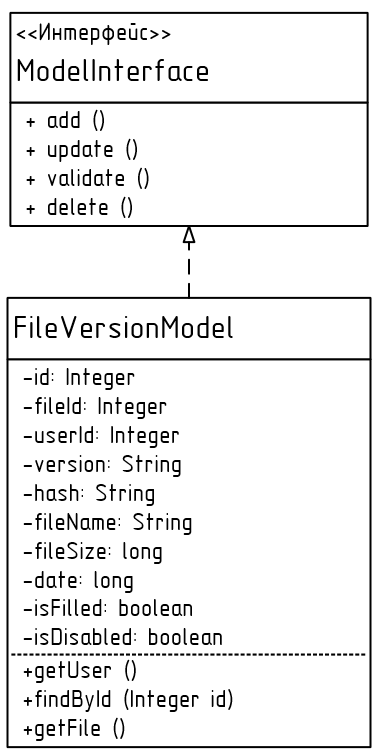 <<Интерфейс>>
ModelInterface
+ add ()
+ update ()
+ validate ()
+ delete ()
FileVersionModel
-id: Integer
-fileId: Integer
-userId: Integer
-version: String
-hash: String
-fileName: String
-fileSize: long
-date: long
-isFilled: boolean
-isDisabled: boolean
+getUser ()
+findById (Integer id)
+getFile ()